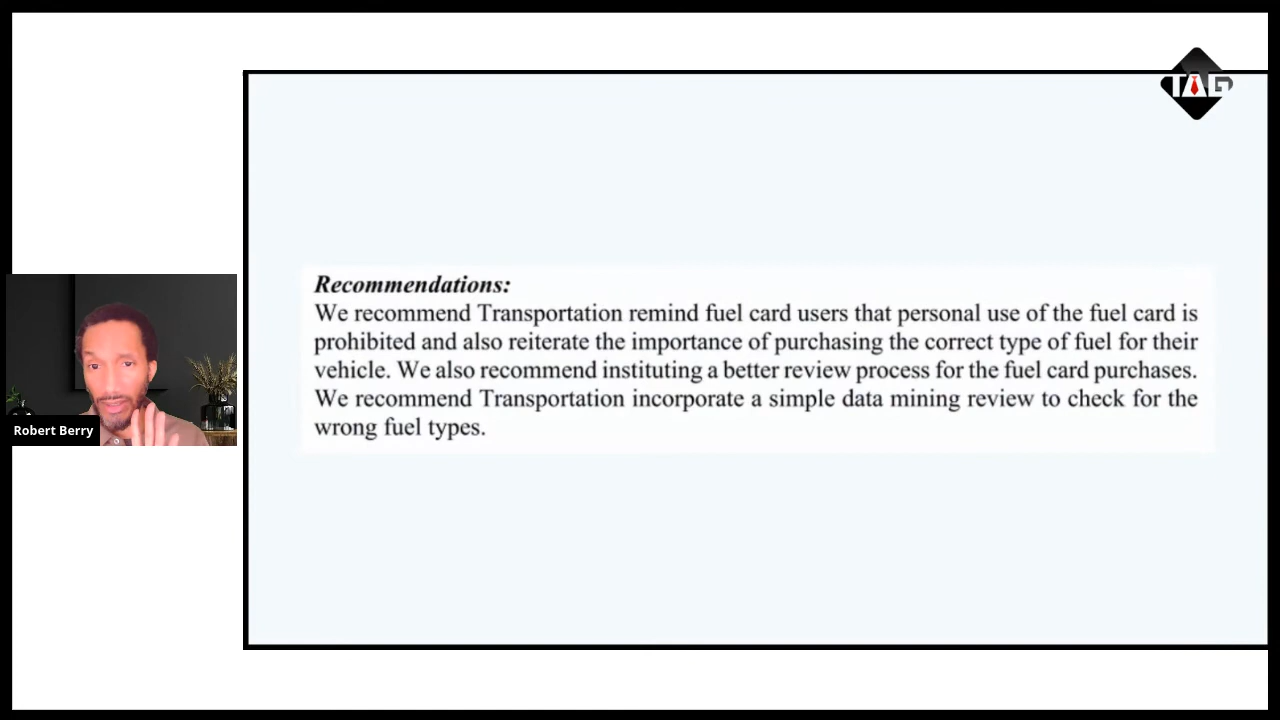 TAG
Recommendations:
We recommend Transportation remind fuel card users that personal use of the fuel card is
prohibited and also reiterate the importance of purchasing the correct type of fuel for their
vehicle. We also recommend instituting a better review process for the fuel card purchases.
We recommend Transportation incorporate a simple data mining review to check for the
wrong fuel types.
Robert Berry